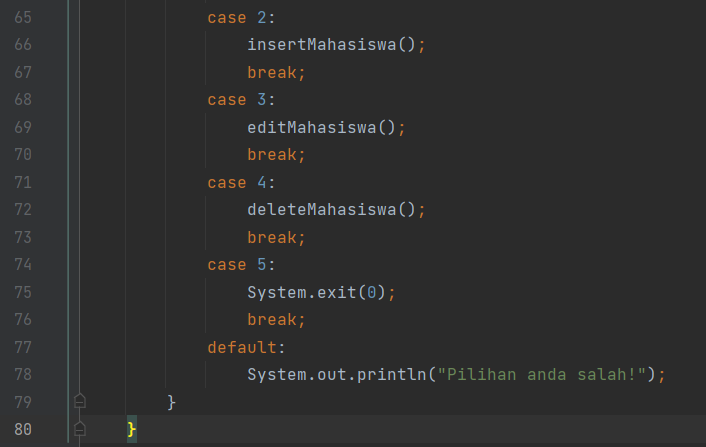 65 case 2:
66 insertMahasiswa();
67 break;
68 case 3:
69 editMahasiswa();
70 break;
71 case 4:
72 deleteMahasiswa();
73 break;
74 case 5:
75 System.exit(0);
76 break;
77 default:
78 System.out.println("Pilihan anda salah!");
79 }
80 }